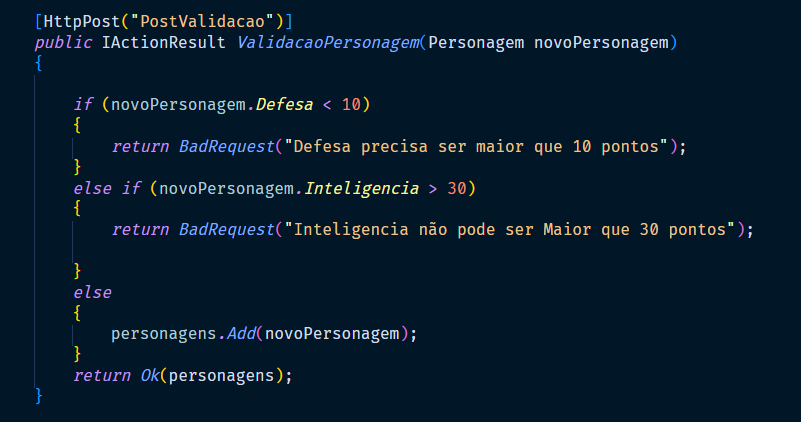 [HttpPost("PostValidacao")]
public IActionResult ValidacaoPersonagem(Personagem novoPersonagem)
{
if (novoPersonagem.Defesa < 10)
{
return BadRequest("Defesa precisa ser maior que 10 pontos");
}
else if (novoPersonagem.Inteligencia > 30)
{
return BadRequest("Inteligencia não pode ser Maior que 30 pontos");
}
else
{
personagens.Add(novoPersonagem);
}
return Ok(personagens);
}